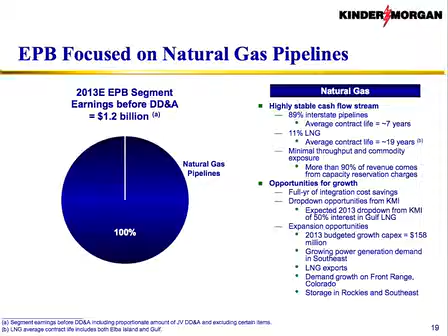 KINDER MORGAN
EPB Focused on Natural Gas Pipelines
2013E EPB Segment
Earnings before DD&A
= $1.2 billion (a)
Natural Gas
Pipelines
100%
Natural Gas
Highly stable cash flow stream
— 89% interstate pipelines
• Average contract life = ~7 years
— 11% LNG
• Average contract life = ~19 years (b)
— Minimal throughput and commodity
exposure
• More than 90% of revenue comes
from capacity reservation charges
Opportunities for growth
— Full-yr of integration cost savings
— Dropdown opportunities from KMI
• Expected 2013 dropdown from KMI
of 50% interest in Gulf LNG
— Expansion opportunities
• 2013 budgeted growth capex = $158
million
• Growing power generation demand
in Southeast
• LNG exports
• Demand growth on Front Range,
Colorado
• Storage in Rockies and Southeast
(a) Segment earnings before DD&A including proportionate amount of JV DD&A and excluding certain items.
(b) LNG average contract life includes both Elba Island and Gulf.
19